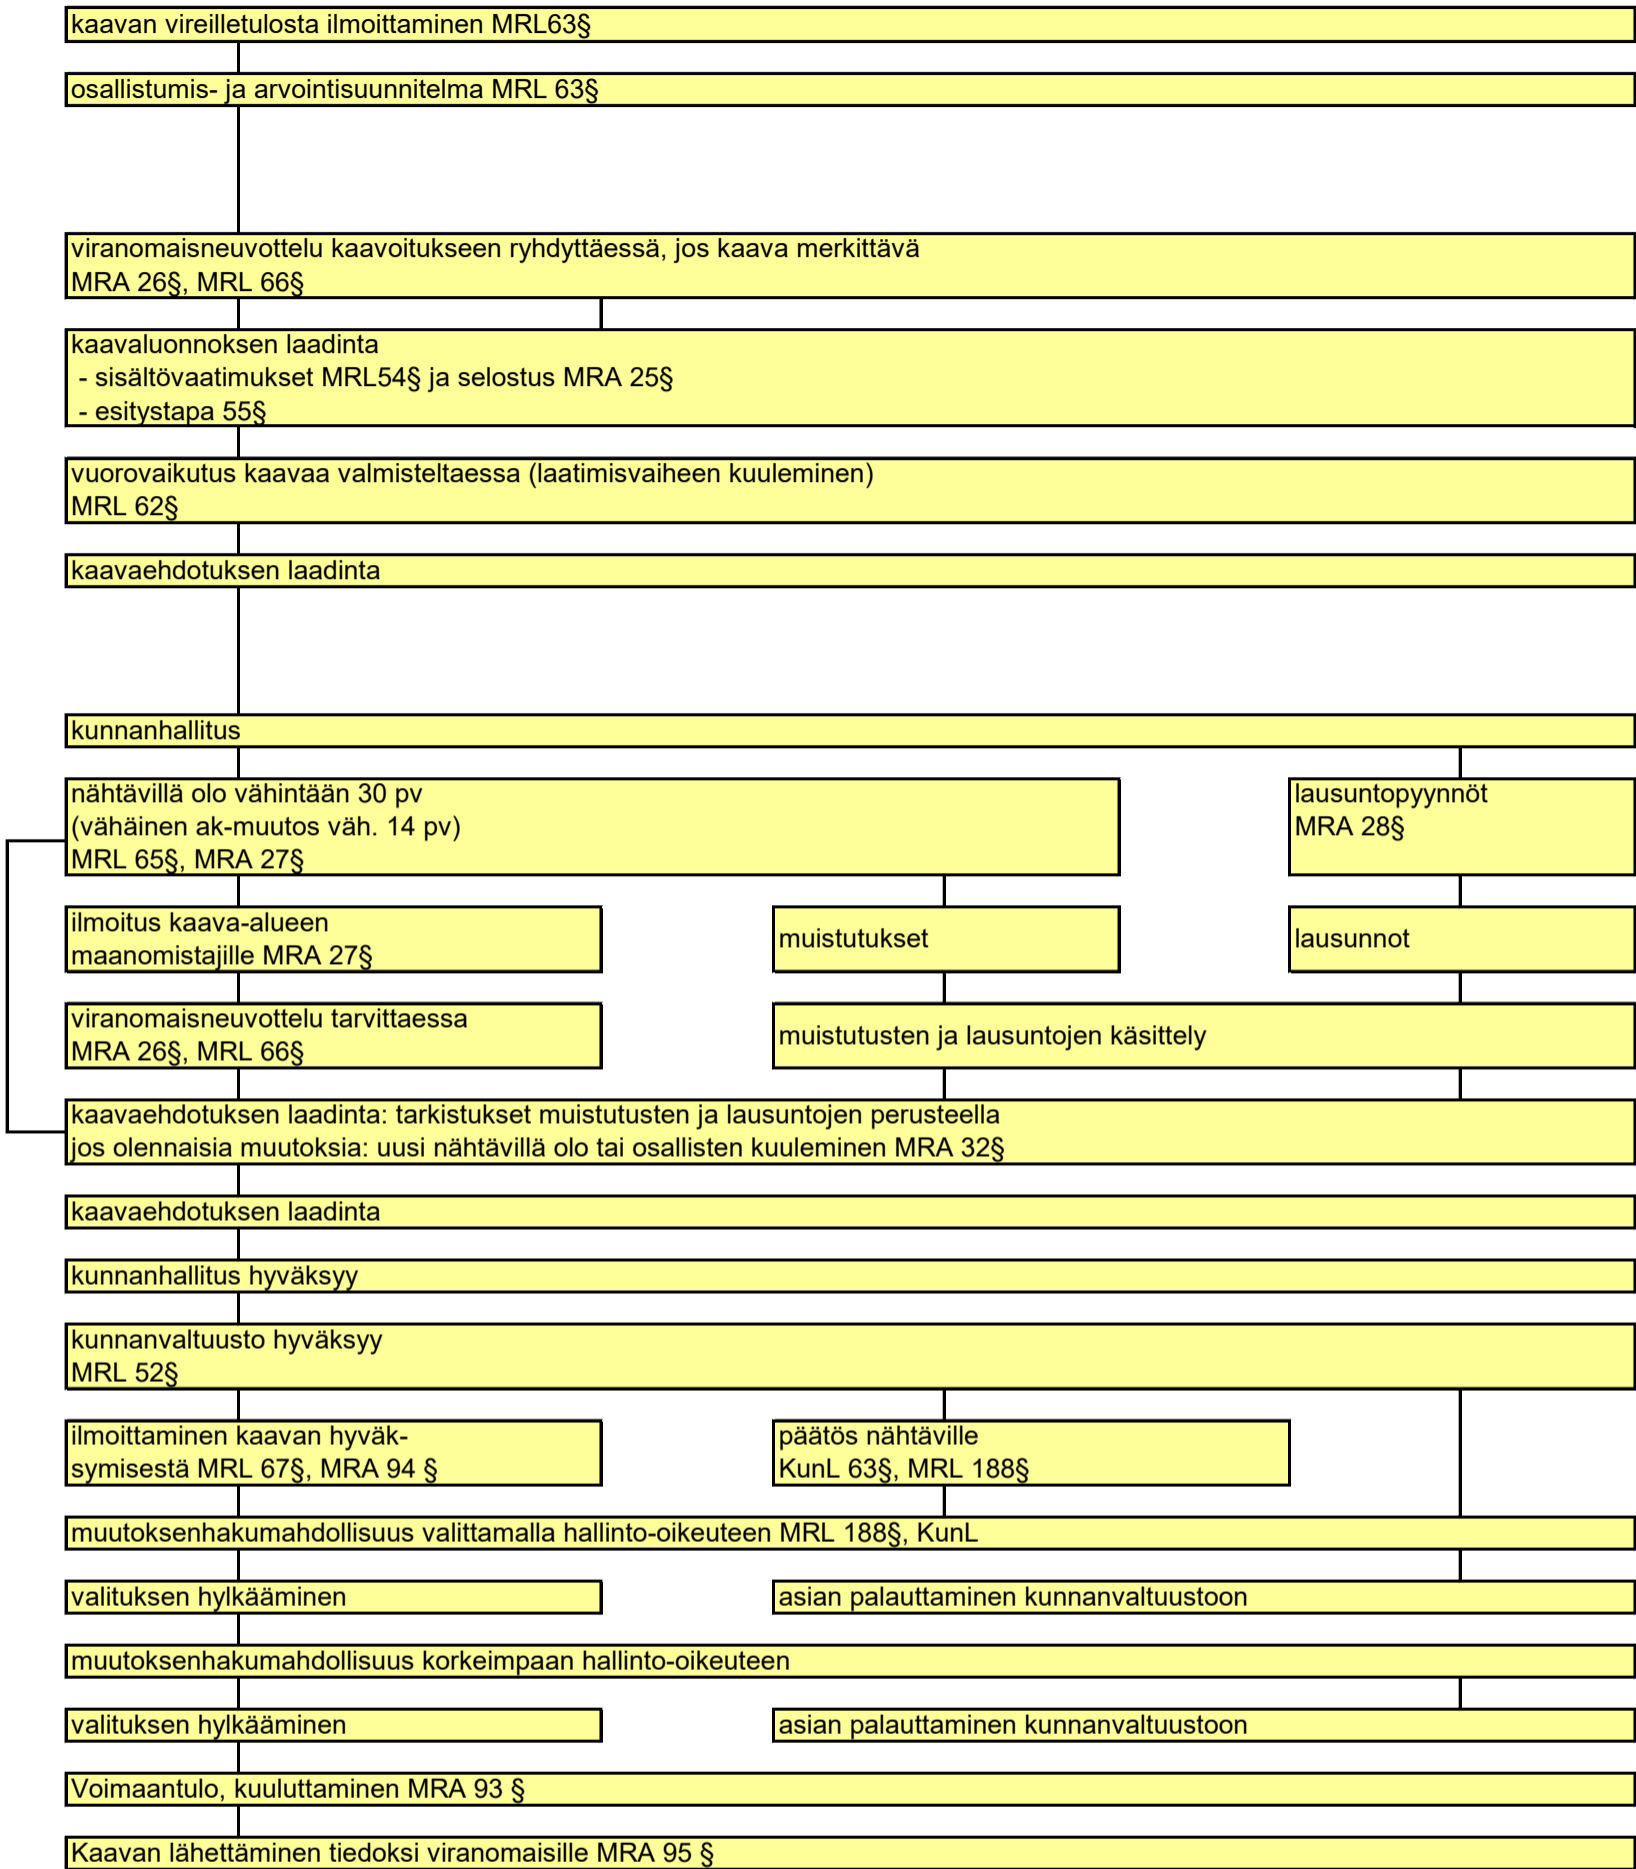 kaavan vireilletulosta ilmoittaminen MRL63§
osallistumis- ja arvointisuunnitelma MRL 63§
viranomaisneuvottelu kaavoitukseen ryhdyttäessä, jos kaava merkittävä
MRA 26§, MRL 66§
kaavaluonnoksen laadinta
- sisältövaatimukset MRL54§ ja selostus MRA 25§
- esitystapa 55§
vuorovaikutus kaavaa valmisteltaessa (laatimisvaiheen kuuleminen)
MRL 62§
kaavaehdotuksen laadinta
kunnanhallitus
nähtävillä olo vähintään 30 pv
(vähäinen ak-muutos väh. 14 pv)
MRL 65§, MRA 27§
lausuntopyynnöt
MRA 28§
ilmoitus kaava-alueen
maanomistajille MRA 27§
muistutukset
lausunnot
viranomaisneuvottelu tarvittaessa
MRA 26§, MRL 66§
muistutusten ja lausuntojen käsittely
kaavaehdotuksen laadinta: tarkistukset muistutusten ja lausuntojen perusteella
jos olennaisia muutoksia: uusi nähtävillä olo tai osallisten kuuleminen MRA 32§
kaavaehdotuksen laadinta
kunnanhallitus hyväksyy
kunnanvaltuusto hyväksyy
MRL 52§
ilmoittaminen kaavan hyväk-
symisestä MRL 67§, MRA 94 §
päätös nähtäville
KunL 63§, MRL 188§
muutoksenhakumahdollisuus valittamalla hallinto-oikeuteen MRL 188§, KunL
valituksen hylkääminen
asian palauttaminen kunnanvaltuustoon
muutoksenhakumahdollisuus korkeimpaan hallinto-oikeuteen
valituksen hylkääminen
asian palauttaminen kunnanvaltuustoon
Voimaantulo, kuuluttaminen MRA 93 §
Kaavan lähettäminen tiedoksi viranomaisille MRA 95 §